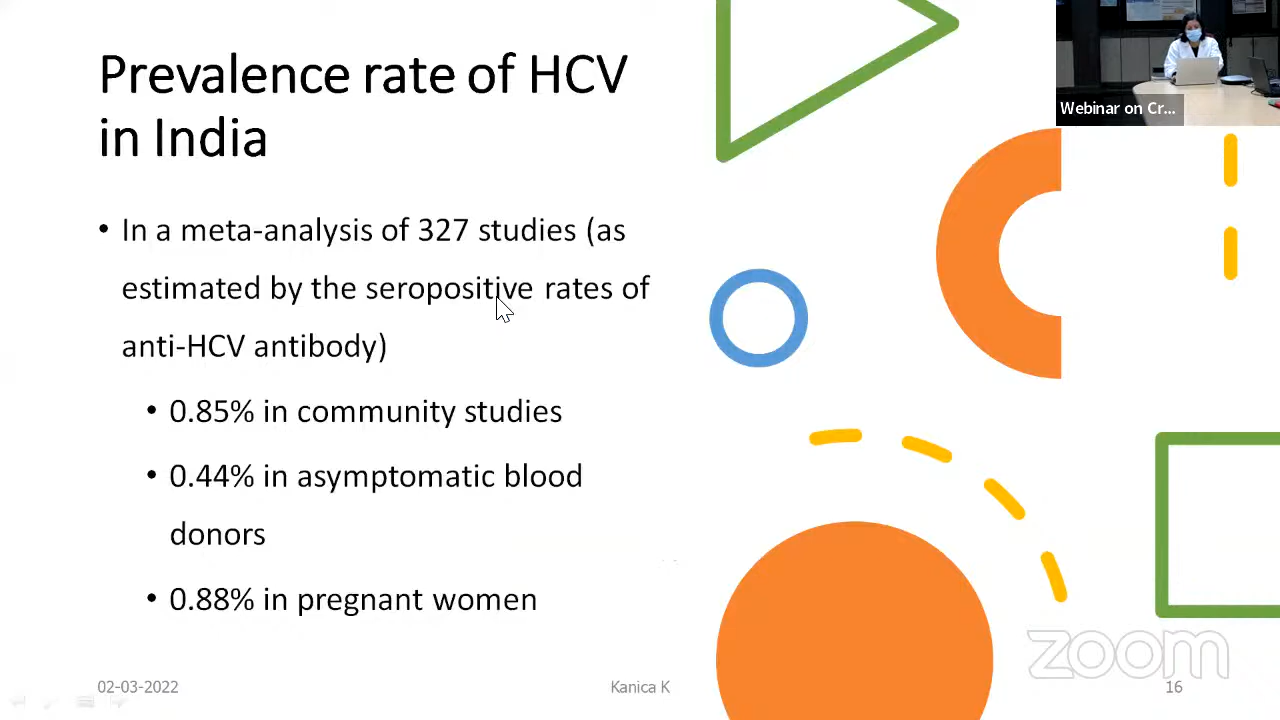 Prevalence rate of HCV
in India
Webinar on Cr...
• In a meta-analysis of 327 studies (as
estimated by the seropositive rates of
anti-HCV antibody)
• 0.85% in community studies
• 0.44% in asymptomatic blood
donors
• 0.88% in pregnant women
zoom
02-03-2022
Kanica K
16